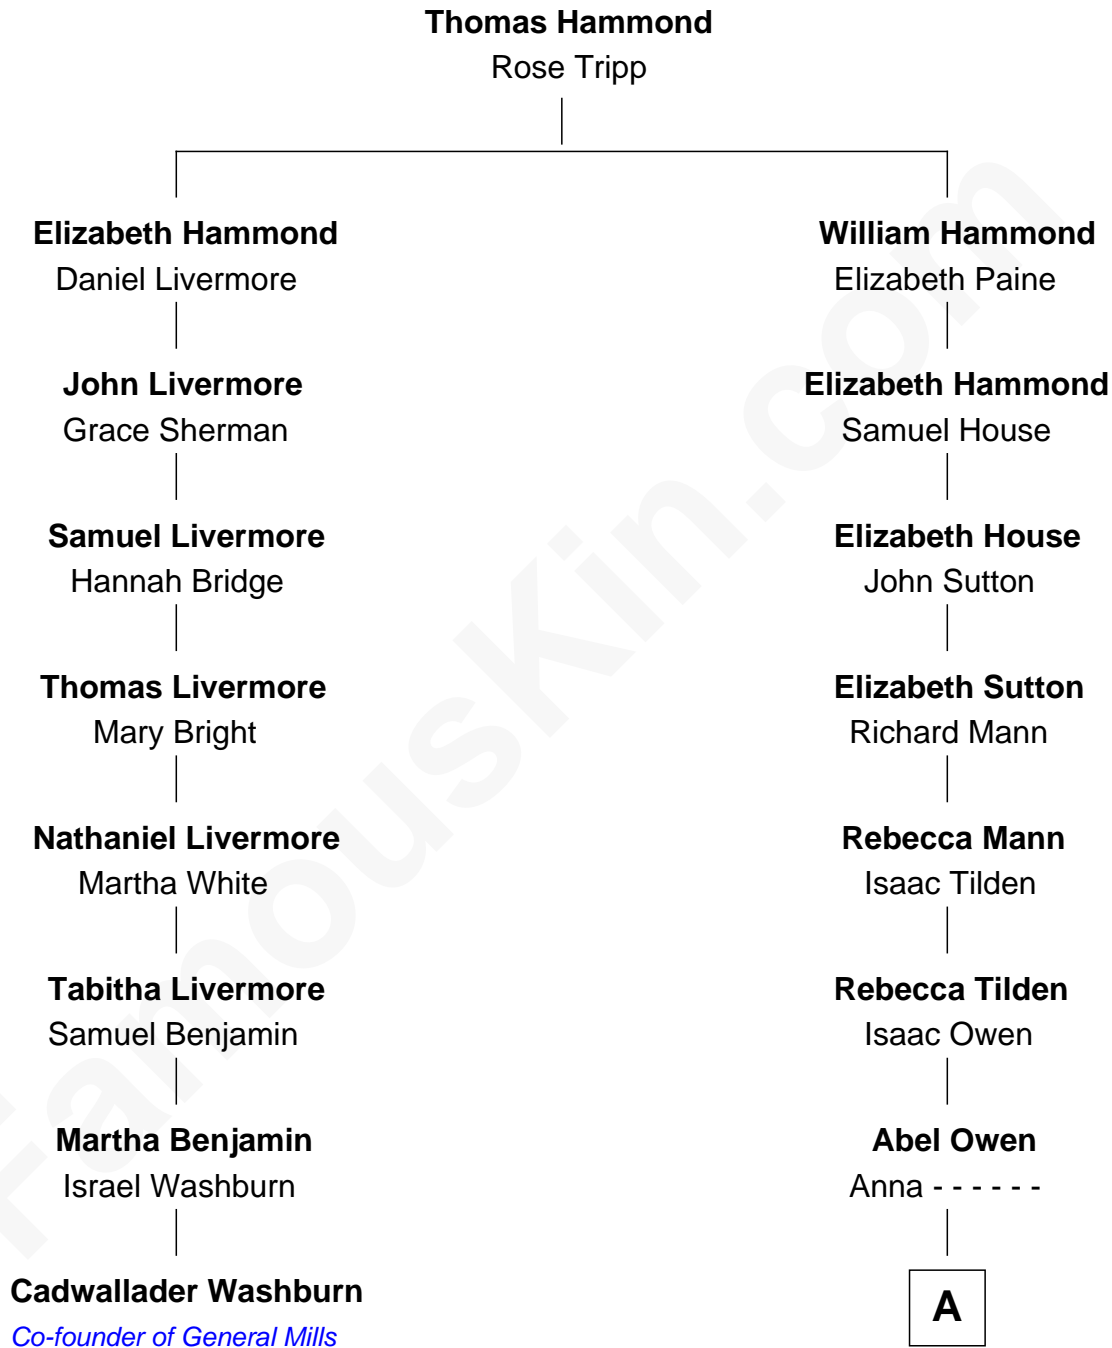 Thomas Hammond
Rose Tripp
Elizabeth Hammond
Daniel Livermore
John Livermore
Grace Sherman
Samuel Livermore
Hannah Bridge
Thomas Livermore
Mary Bright
Nathaniel Livermore
Martha White
Tabitha Livermore
Samuel Benjamin
Martha Benjamin
Israel Washburn
Cadwallader Washburn
Co-founder of General Mills
William Hammond
Elizabeth Paine
Elizabeth Hammond
Samuel House
Elizabeth House
John Sutton
Elizabeth Sutton
Richard Mann
Rebecca Mann
Isaac Tilden
Rebecca Tilden
Isaac Owen
Abel Owen
Anna - - - - - -
A
FamousKin.com